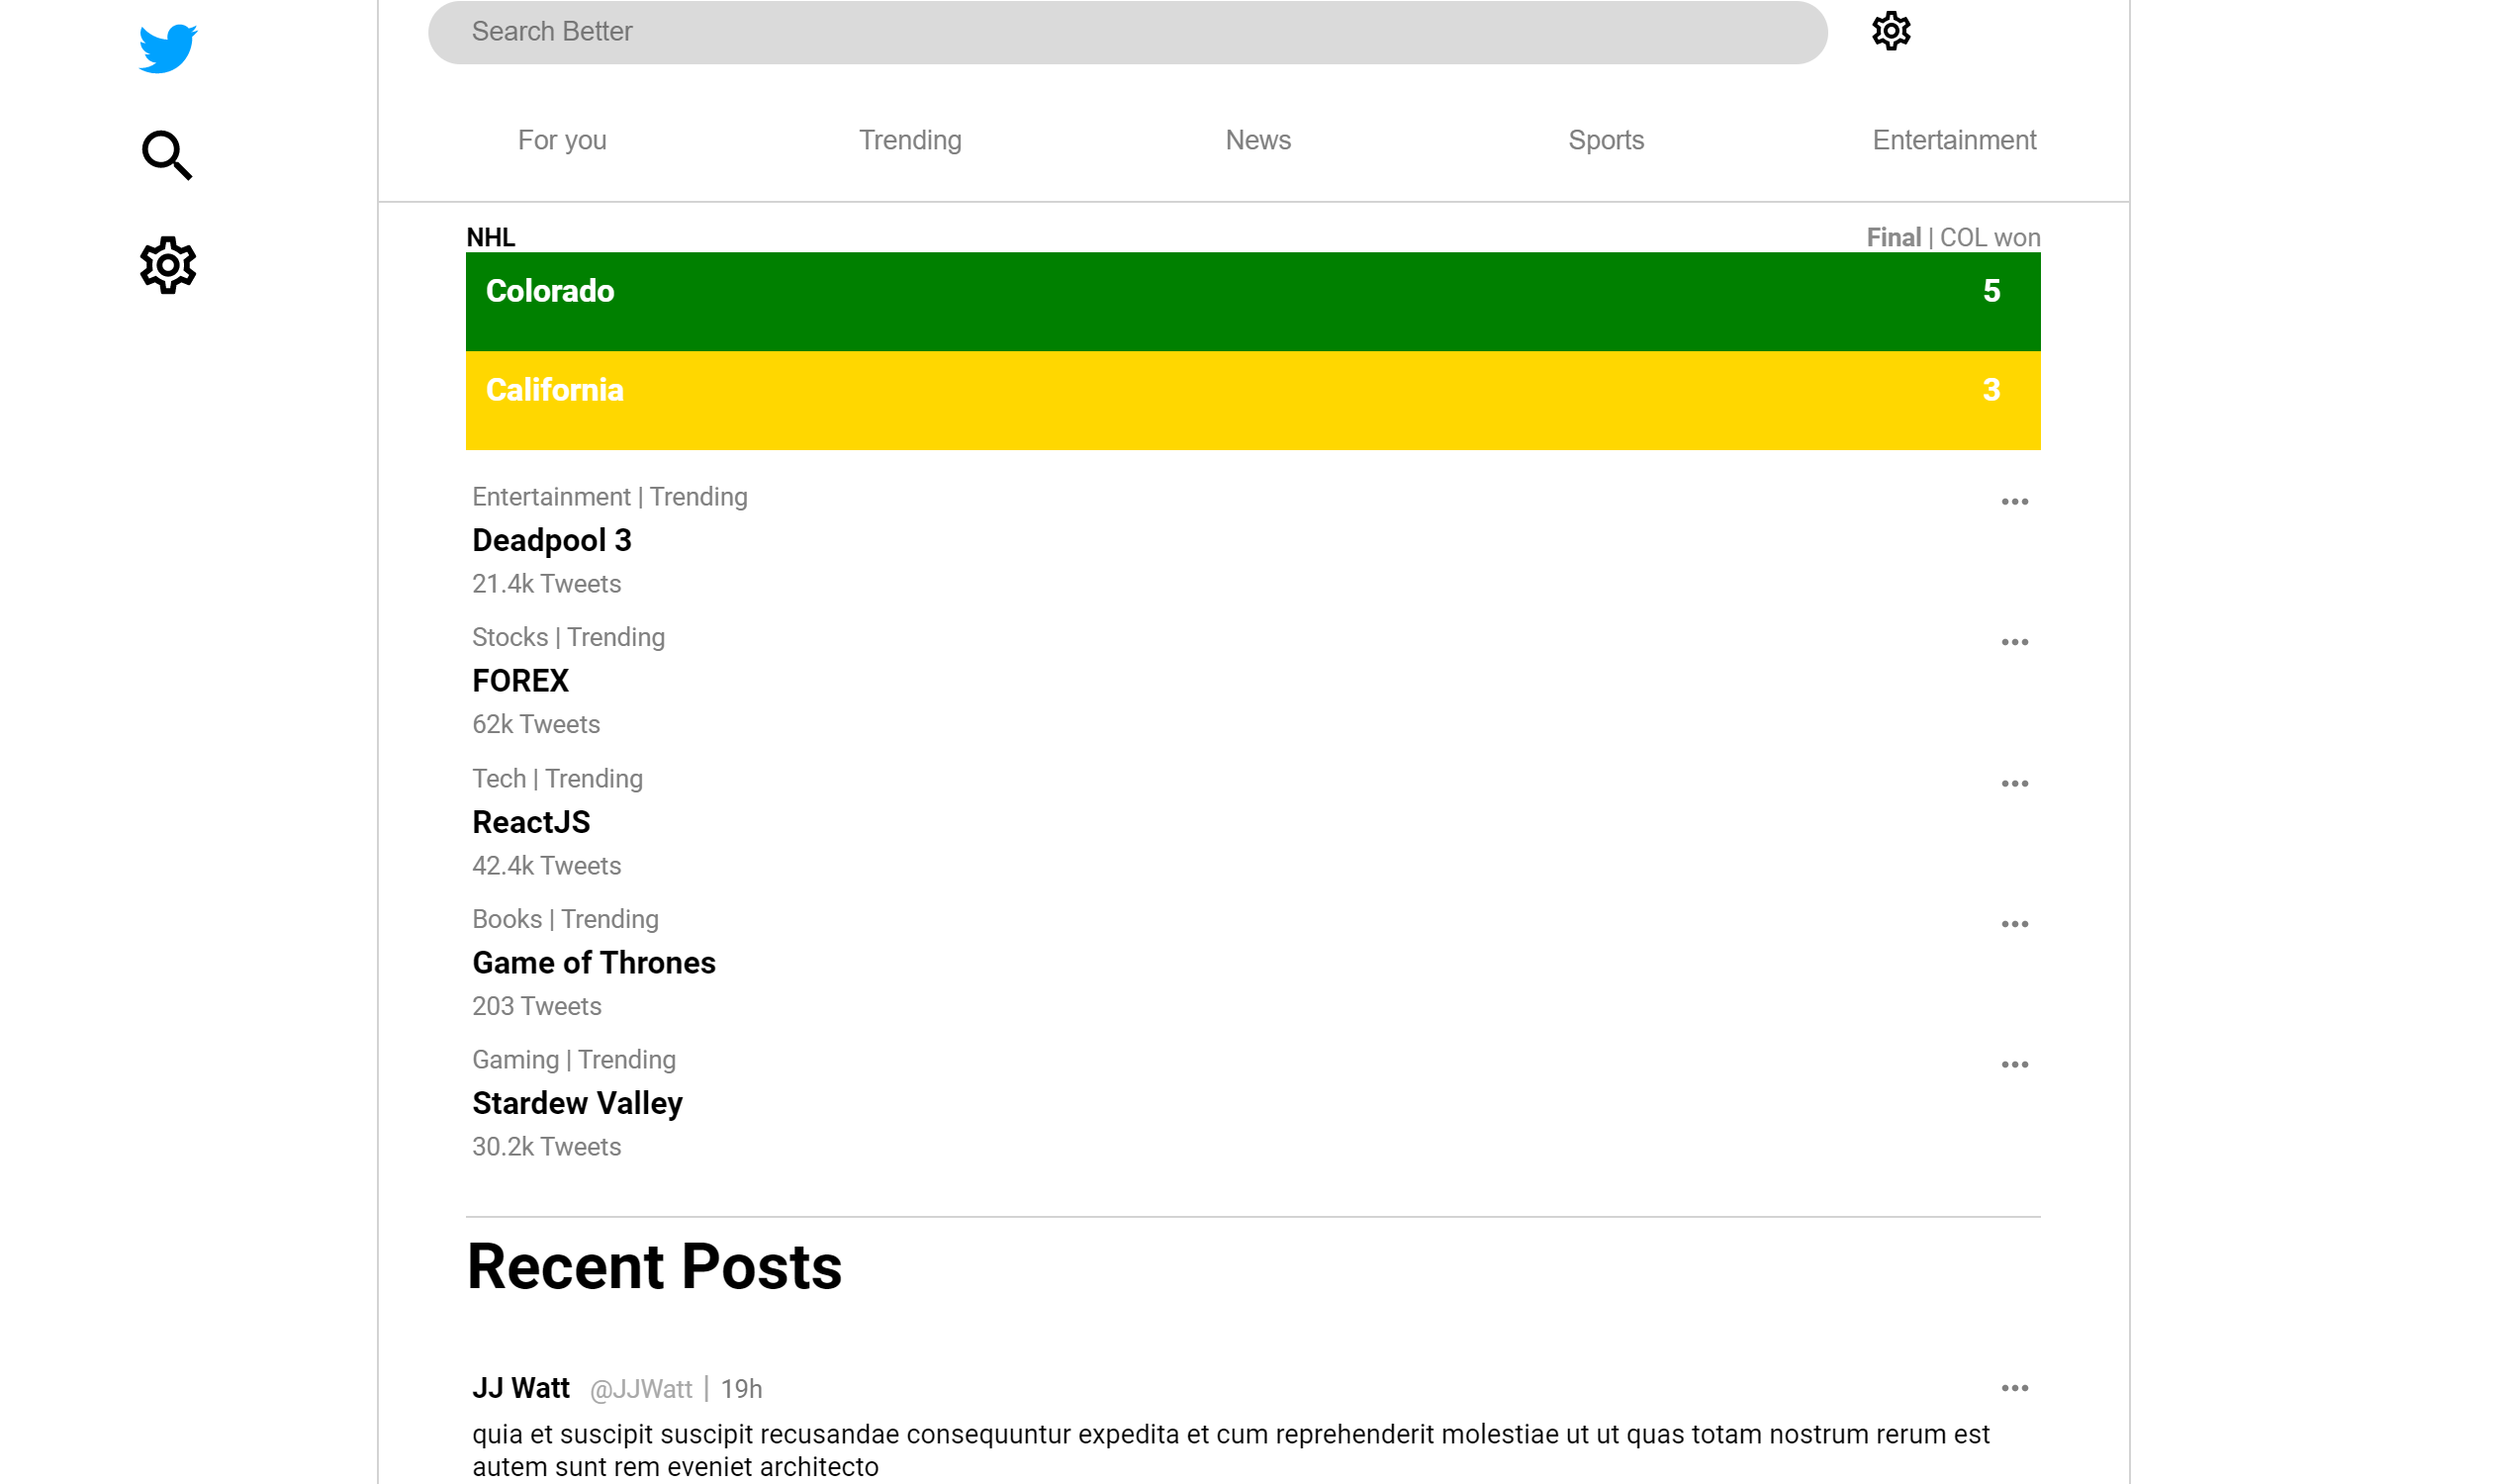 Search Better
For you Trending News Sports Entertainment
NHL Final | COL won
Colorado 5
California 3
Entertainment | Trending
Deadpool 3
21.4k Tweets
Stocks | Trending
FOREX
62k Tweets
Tech | Trending
ReactJS
42.4k Tweets
Books | Trending
Game of Thrones
203 Tweets
Gaming | Trending
Stardew Valley
30.2k Tweets
Recent Posts
JJ Watt @JJWatt | 19h
quia et suscipit suscipit recusandae consequuntur expedita et cum reprehenderit molestiae ut ut quas totam nostrum rerum est
autem sunt rem eveniet architecto